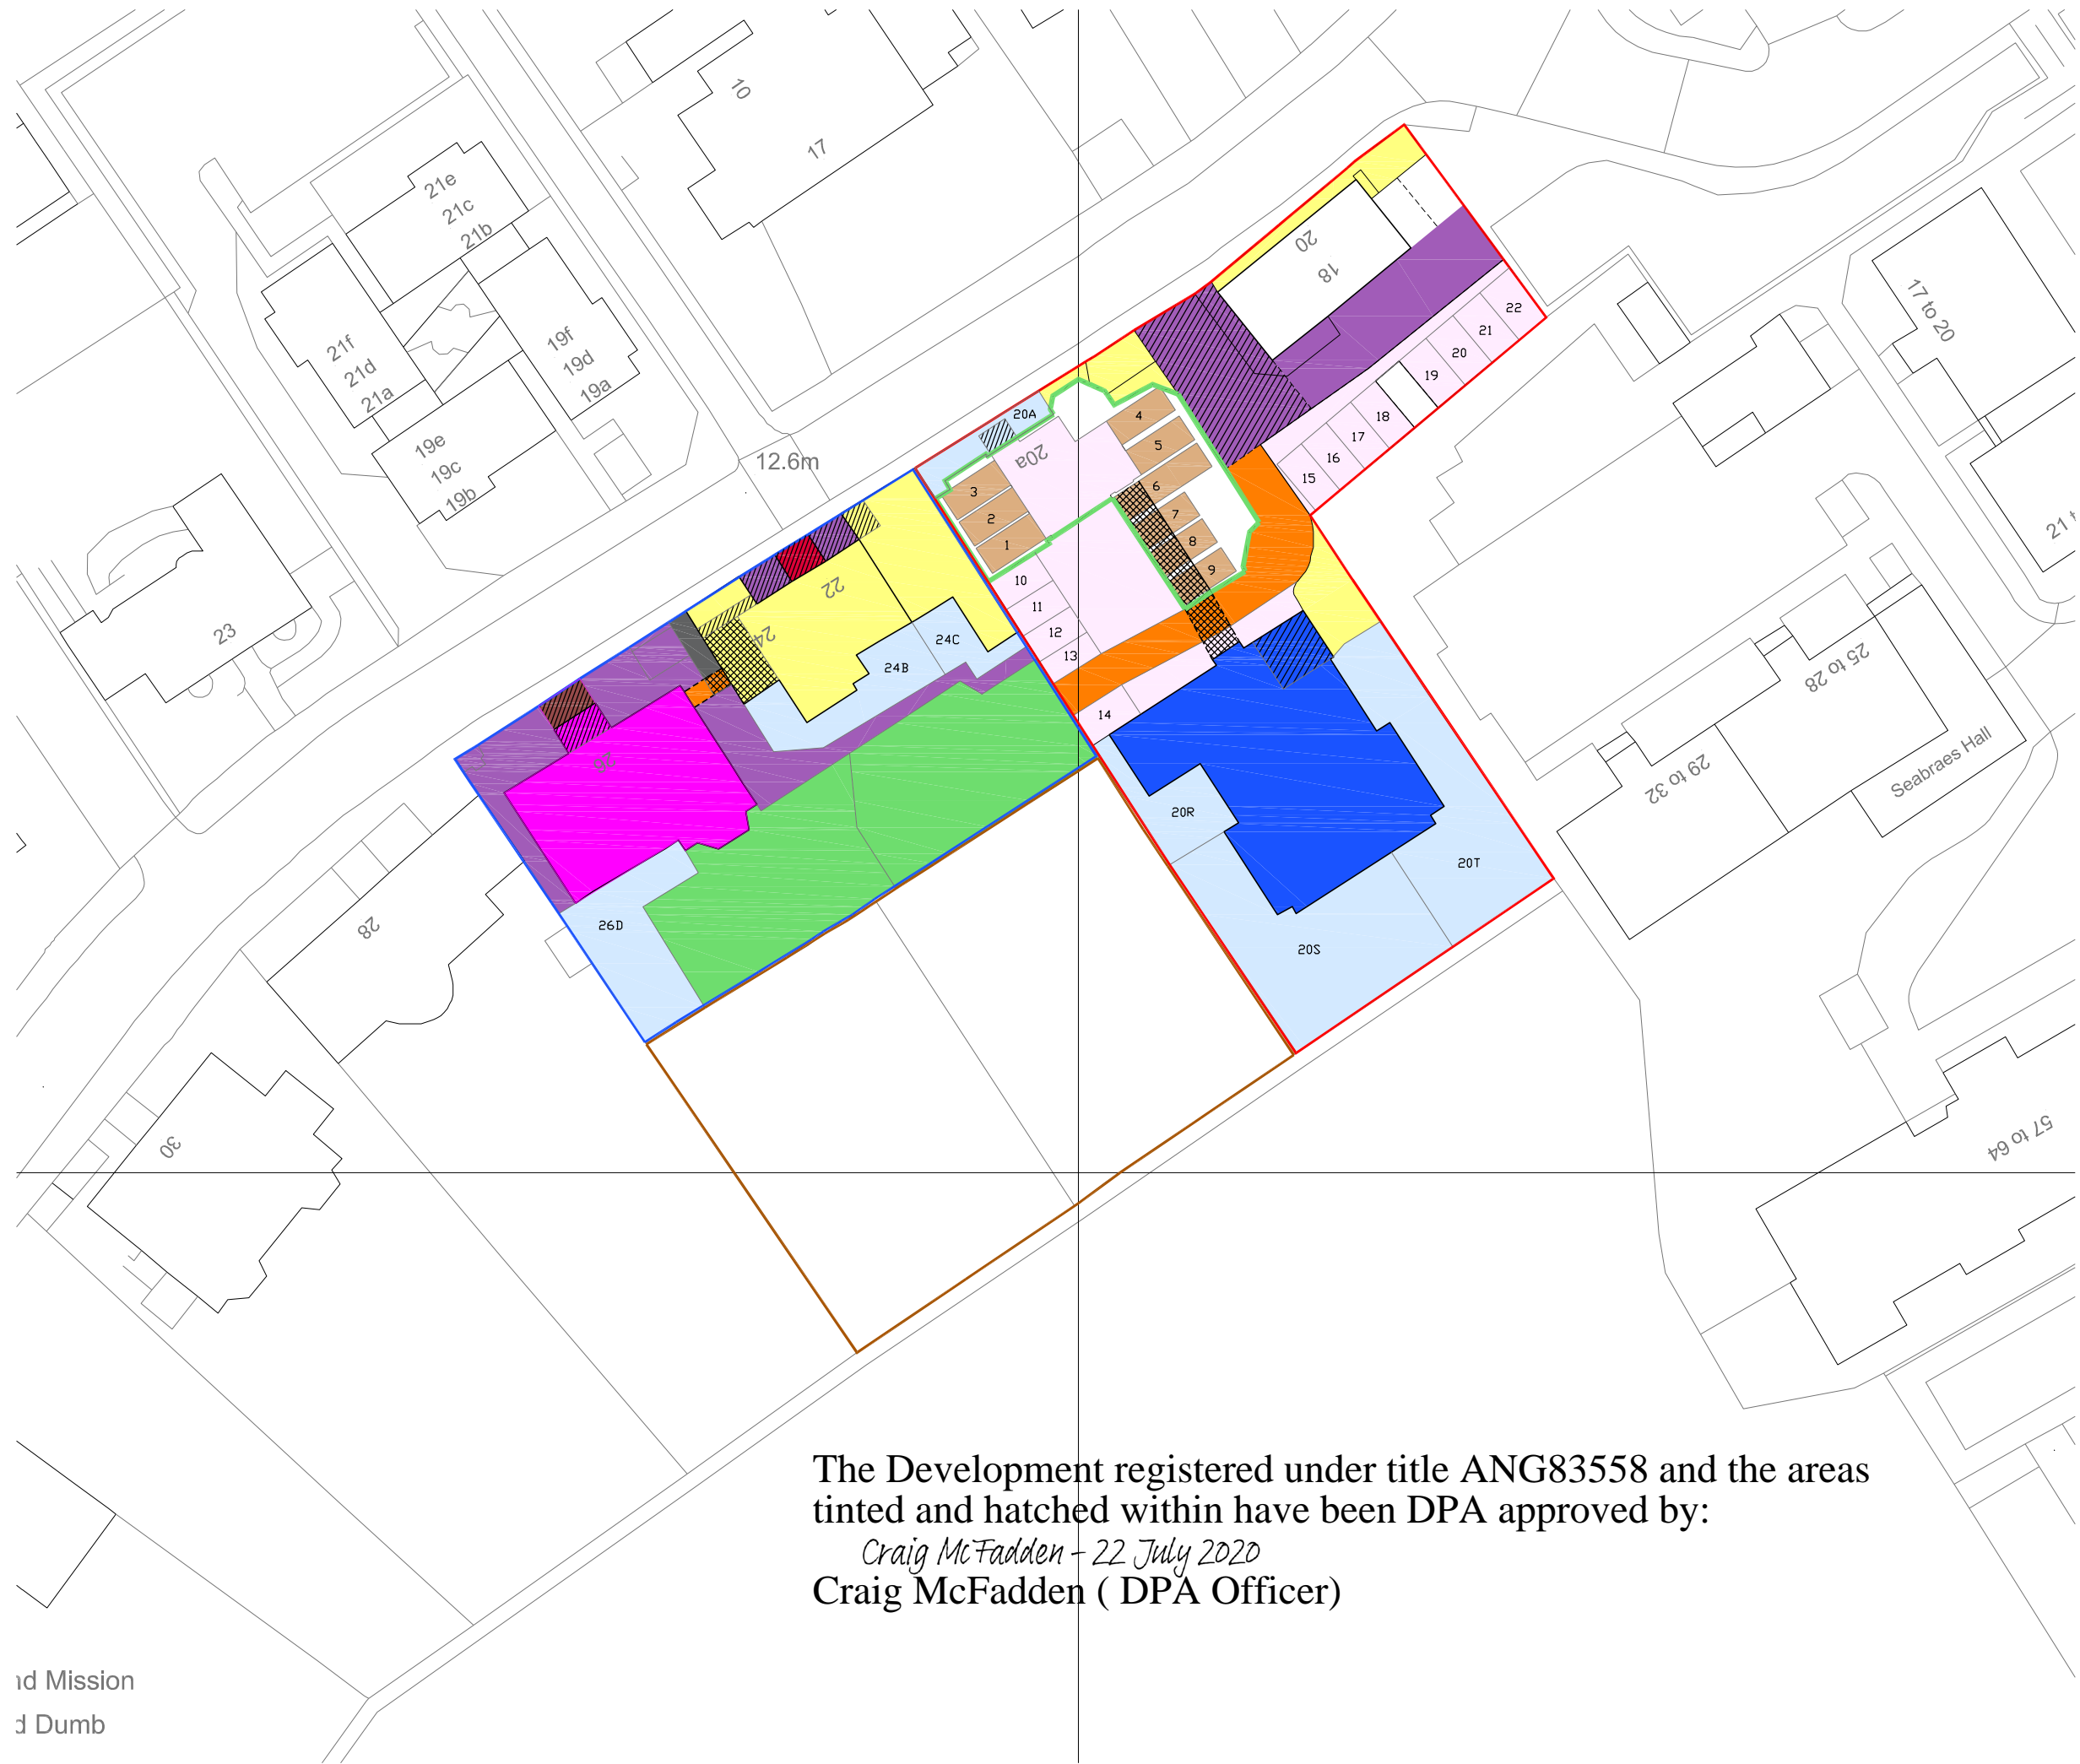 10
17
21e
21c
21b
21f
21d
21a
19f
19d
19a
19e
19c
19b
23
12.6m
20
18
17 to 20
22
21
20
19
18
17
16
15
20A
20a
4
5
6
7
8
9
3
2
1
10
11
12
13
14
22
24
24C
24B
26
26D
28
30
20R
20S
20T
25 to 28
29 to 32
Seabraes Hall
57 to 64
The Development registered under title ANG83558 and the areas
tinted and hatched within have been DPA approved by:
Craig McFadden - 22 July 2020
Craig McFadden ( DPA Officer)
d Mission
d Dumb